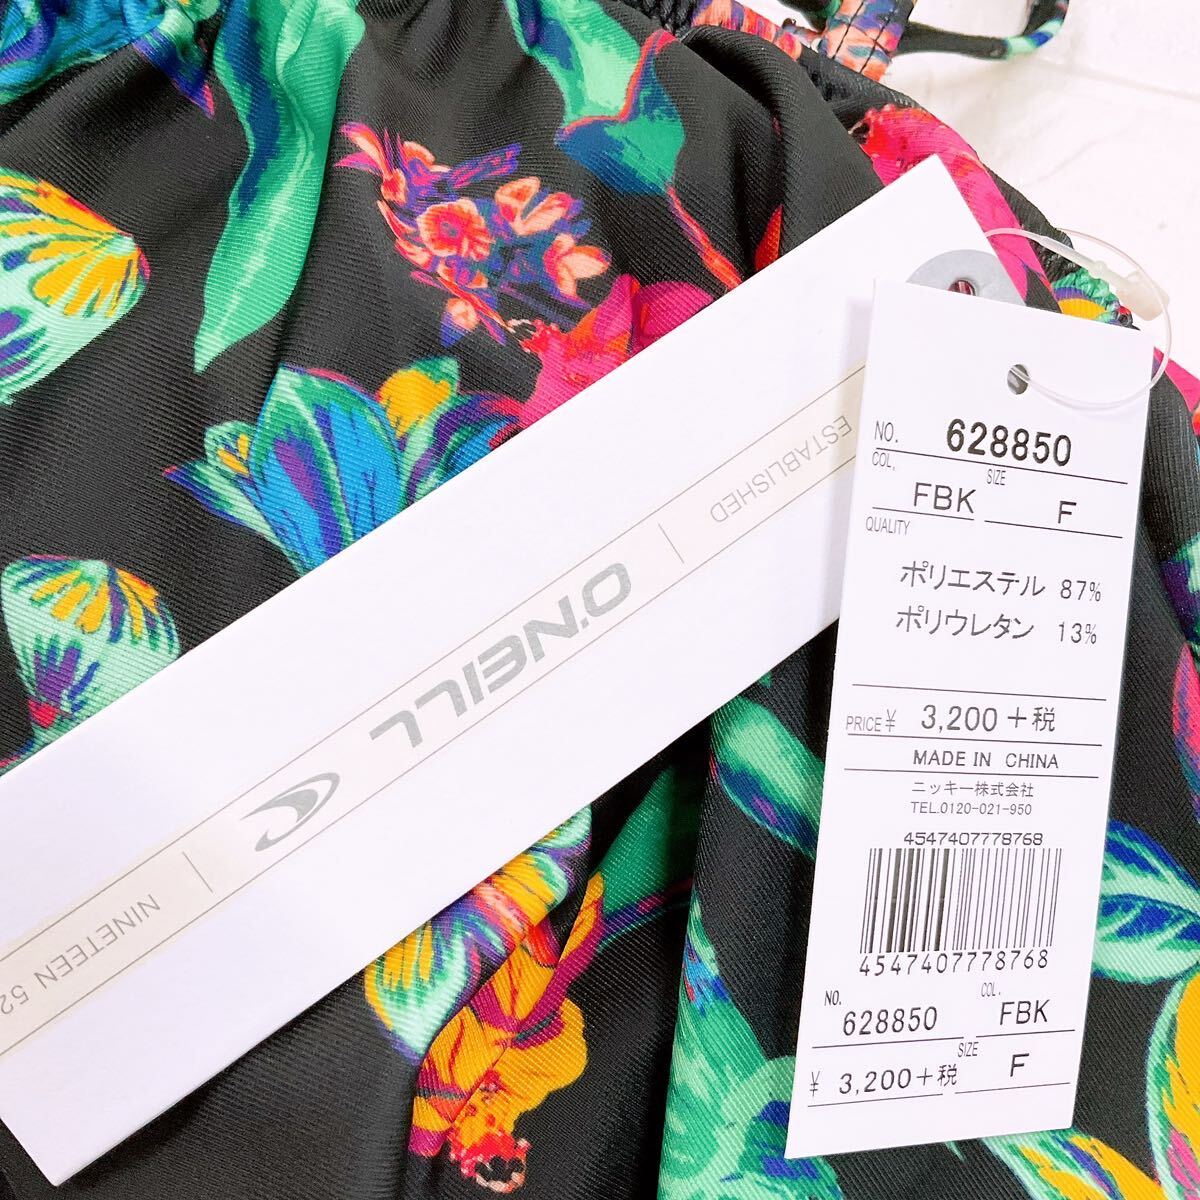 ESTABLISHED
O'NEILL
NINETEEN 52
NO. 628850
COL. SIZE
FBK F
QUALITY
ポリエステル 87%
ポリウレタン 13%
PRICE ¥ 3,200+税
MADE IN CHINA
ニッキー株式会社
TEL.0120-021-950
4547407778768
4547407778768
NO. COL.
628850 FBK
SIZE
¥ 3,200+税 F